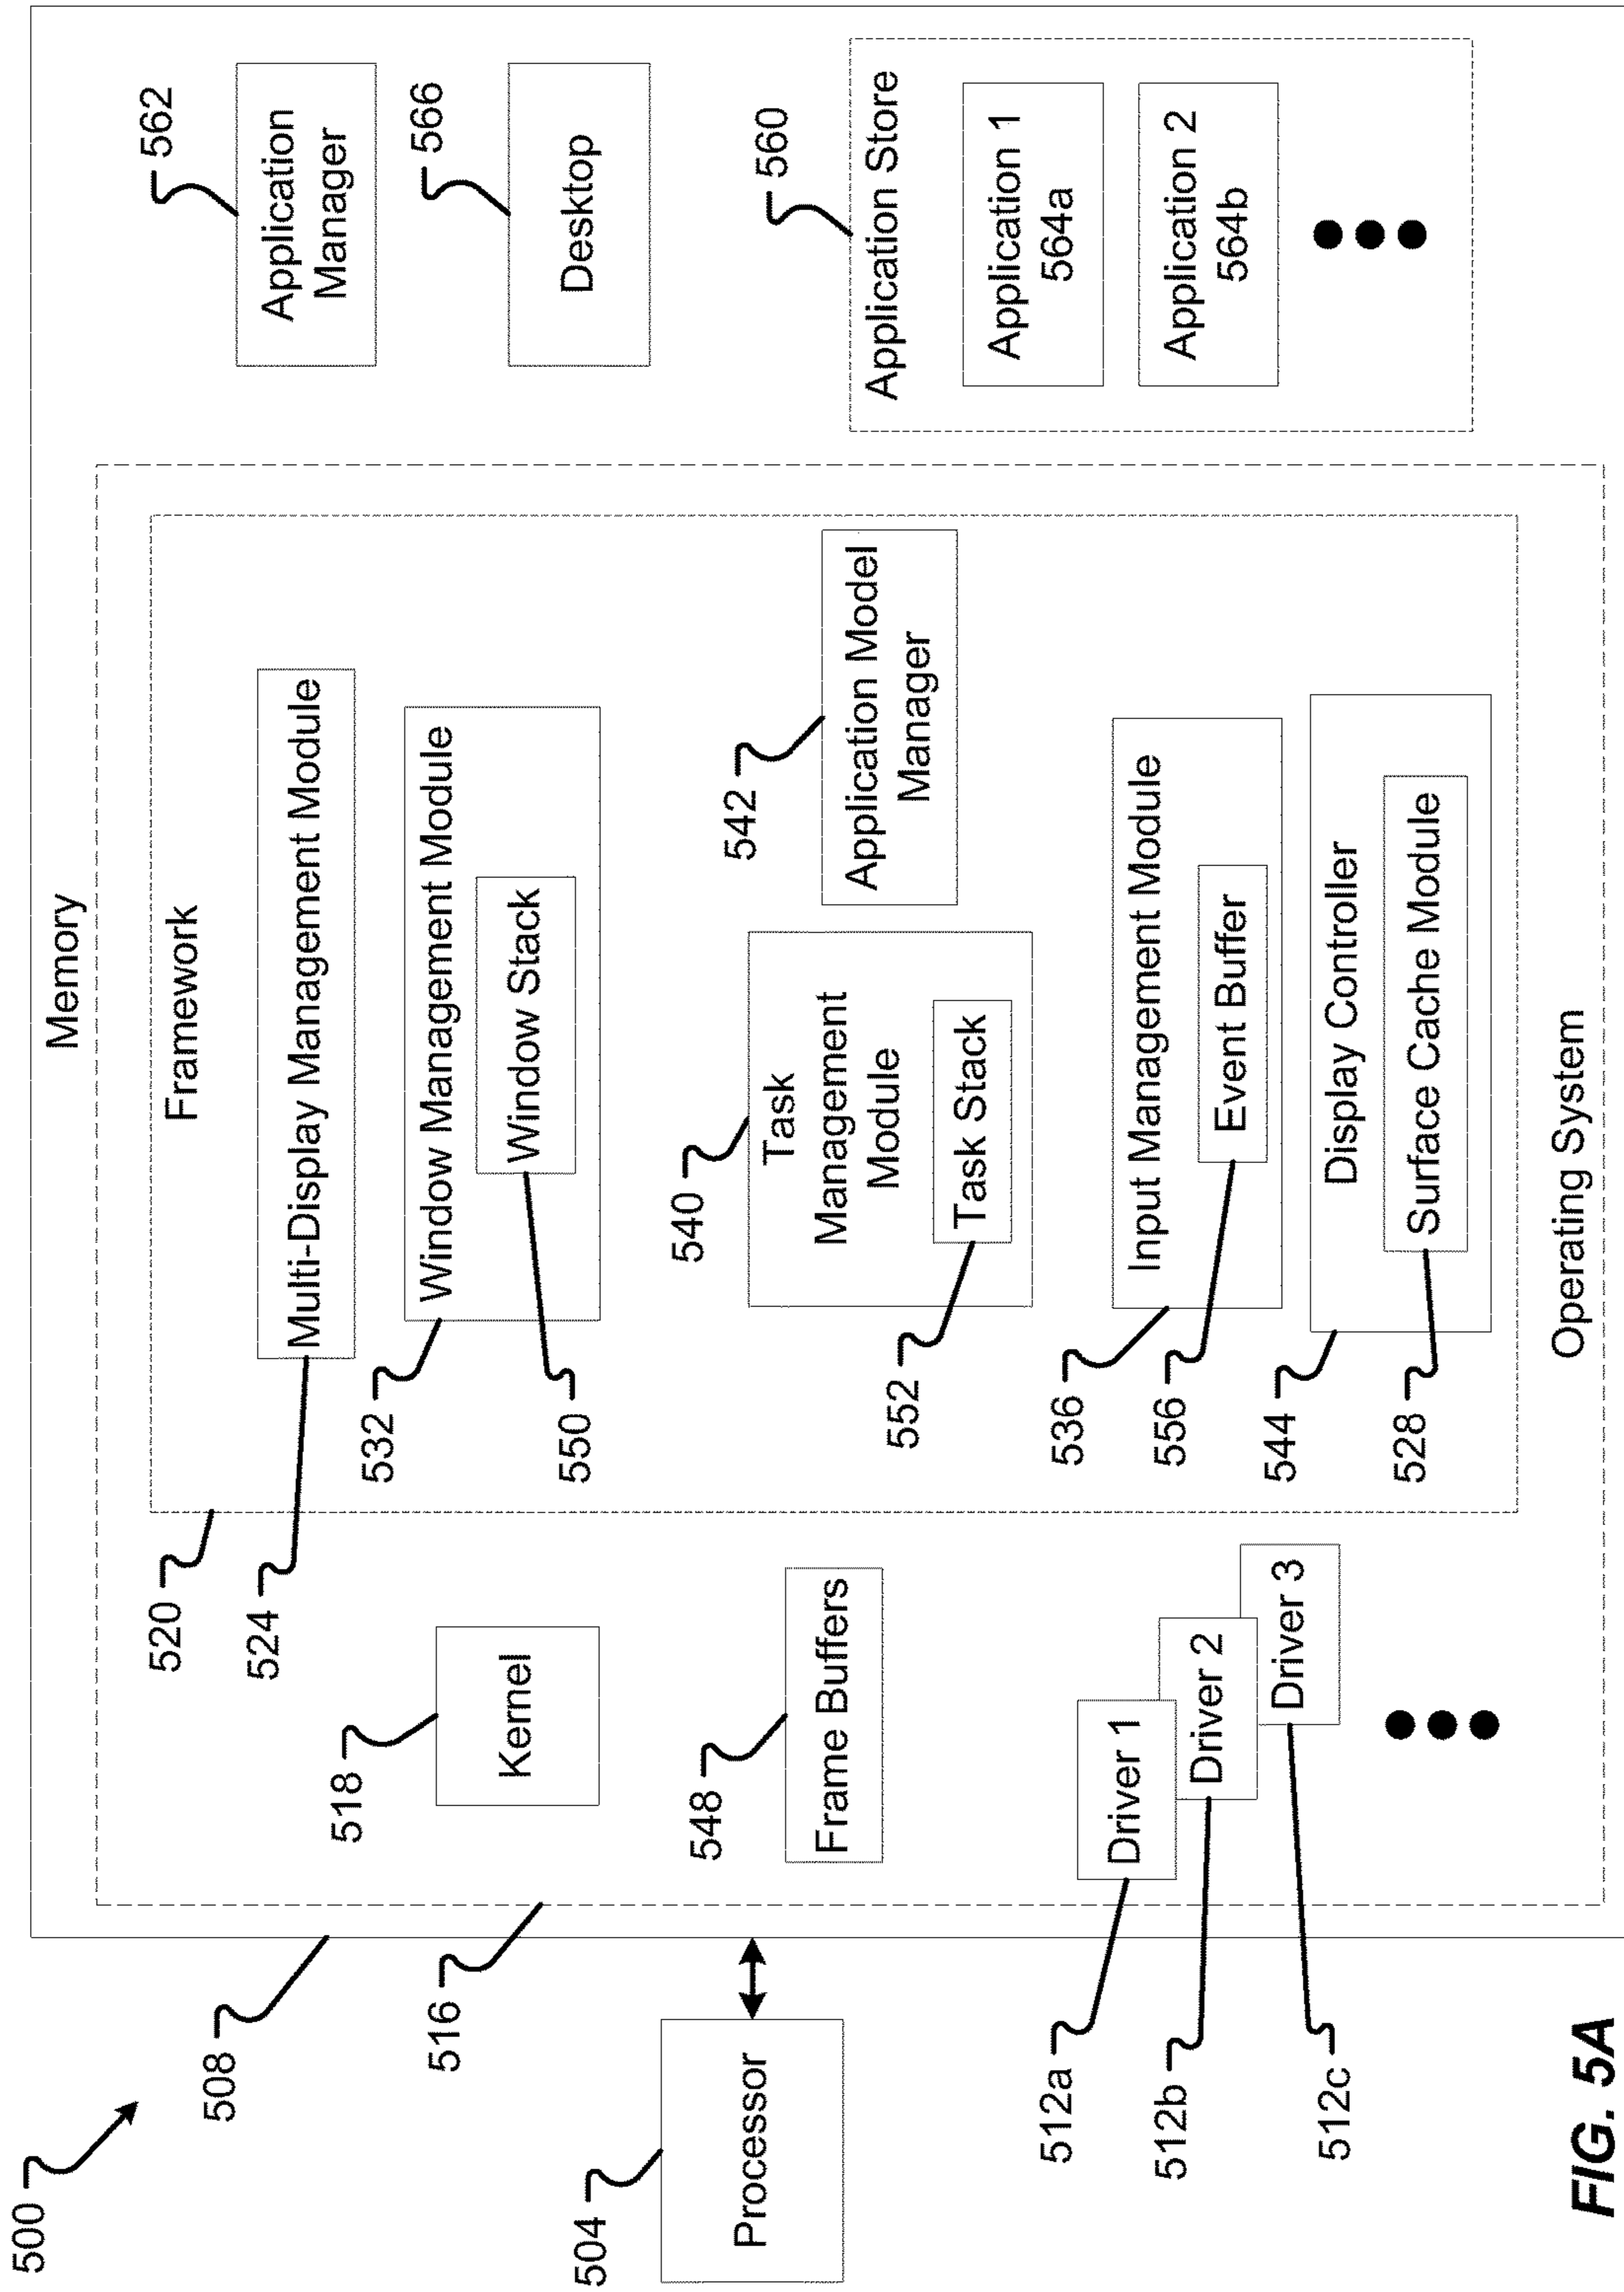 500
504
Processor
508
Memory
516
Operating System
518
Kernel
548
Frame Buffers
512a
Driver 1
512b
Driver 2
512c
Driver 3
520
Framework
524
Multi-Display Management Module
532
Window Management Module
550
Window Stack
540
Task
Management
Module
552
Task Stack
542
Application Model
Manager
536
Input Management Module
556
Event Buffer
544
Display Controller
528
Surface Cache Module
562
Application
Manager
566
Desktop
560
Application Store
Application 1
564a
Application 2
564b
FIG. 5A